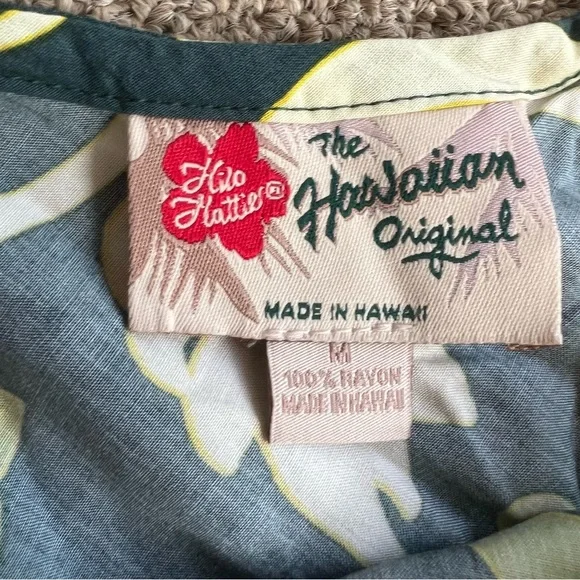 Hilo
Hattie®
The
Hawaiian
Original
MADE IN HAWAII
M
100% RAYON
MADE IN HAWAII